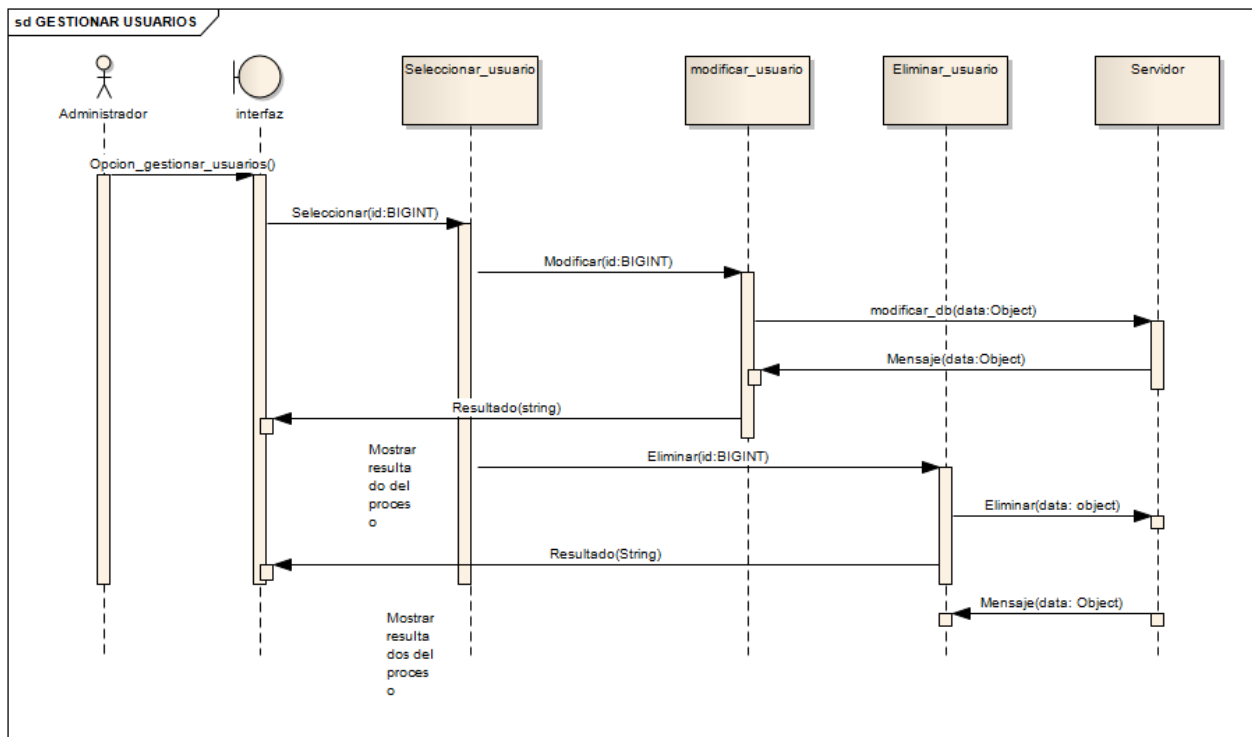 sd GESTIONAR USUARIOS
Administrador
interfaz
Seleccionar_usuario
modificar_usuario
Eliminar_usuario
Servidor
Opcion_gestionar_usuarios()
Seleccionar(id:BIGINT)
Modificar(id:BIGINT)
modificar_db(data:Object)
Mensaje(data:Object)
Resultado(string)
Mostrar
resulta
do del
proces
o
Eliminar(id:BIGINT)
Eliminar(data: object)
Resultado(String)
Mensaje(data: Object)
Mostrar
resulta
dos del
proces
o